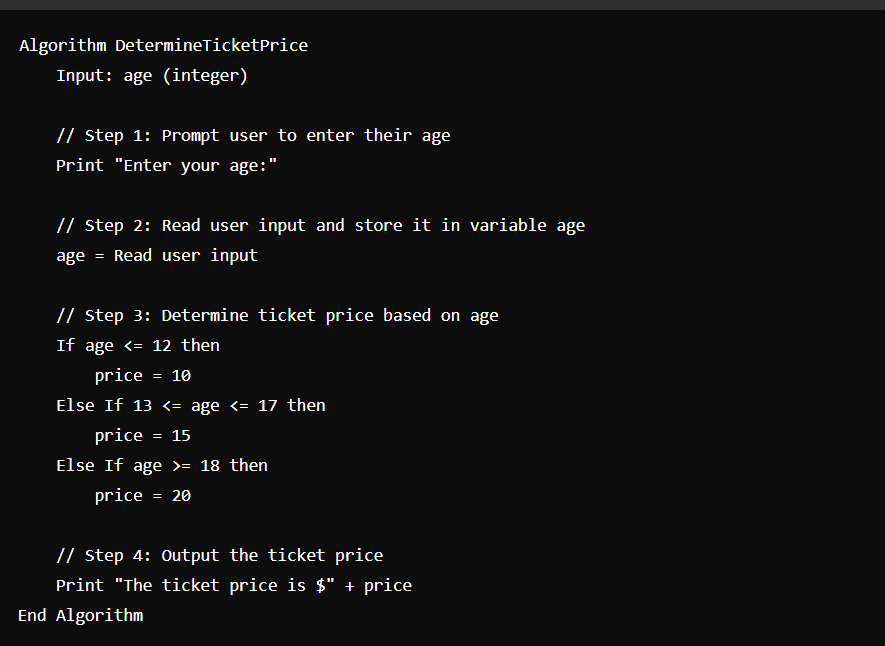 Algorithm DetermineTicketPrice
Input: age (integer)
// Step 1: Prompt user to enter their age
Print "Enter your age:"
// Step 2: Read user input and store it in variable age
age = Read user input
// Step 3: Determine ticket price based on age
If age <= 12 then
price = 10
Else If 13 <= age <= 17 then
price = 15
Else If age >= 18 then
price = 20
// Step 4: Output the ticket price
Print "The ticket price is $" + price
End Algorithm